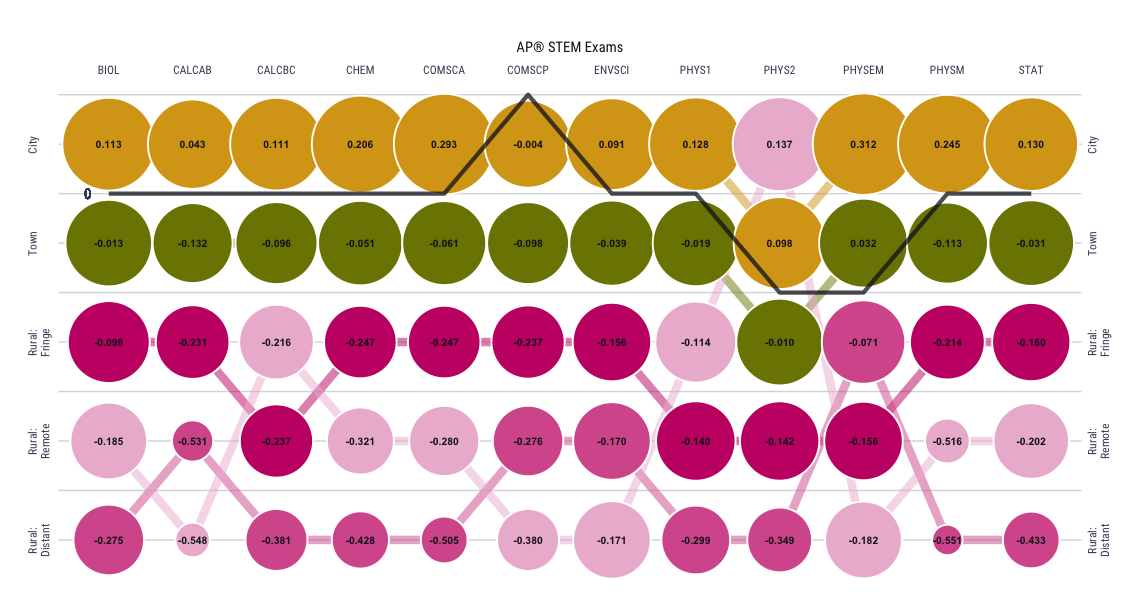 AP® STEM Exams
BIOL CALCAB CALCBC CHEM COMSCA COMSCP ENVSCI PHYS1 PHYS2 PHYSEM PHYSM STAT
City 0.113 0.043 0.111 0.206 0.293 -0.004 0.091 0.128 0.137 0.312 0.245 0.130 City
0
Town -0.013 -0.132 -0.096 -0.051 -0.061 -0.098 -0.039 -0.019 0.098 0.032 -0.113 -0.031 Town
Rural: Fringe -0.098 -0.231 -0.216 -0.247 -0.247 -0.237 -0.156 -0.114 -0.010 -0.071 -0.214 -0.160 Rural: Fringe
Rural: Remote -0.185 -0.531 -0.237 -0.321 -0.280 -0.276 -0.170 -0.140 -0.142 -0.156 -0.516 -0.202 Rural: Remote
Rural: Distant -0.275 -0.548 -0.381 -0.428 -0.505 -0.380 -0.171 -0.299 -0.349 -0.182 -0.551 -0.433 Rural: Distant